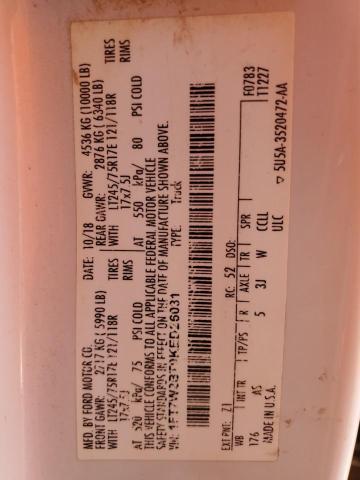 MFD BY FORD MOTOR CO. DATE: 10/18 GVWR: 4536 KG (10000 LB)
FRONT GAWR: 2717 KG (5990 LB) REAR GAWR: 2876 KG (6340 LB)
WITH LT245/75R17E 121/118R TIRES WITH LT245/75R17E 121/118R TIRES
17x7.5J RIMS 17x7.5J RIMS
AT 520 kPa/ 75 PSI COLD AT 550 kPa/ 80 PSI COLD
THIS VEHICLE CONFORMS TO ALL APPLICABLE FEDERAL MOTOR VEHICLE
SAFETY STANDARDS IN EFFECT ON THE DATE OF MANUFACTURE SHOWN ABOVE.
VIN: TYPE: Truck
EXT PNT: Z1 RC: 52 DSO: F0783
T1227
WB INT TR TP/PS R AXLE TR SPR
176 AS 5 3J W CCLL
MADE IN U.S.A. ULC
5U5A-3520472-AA